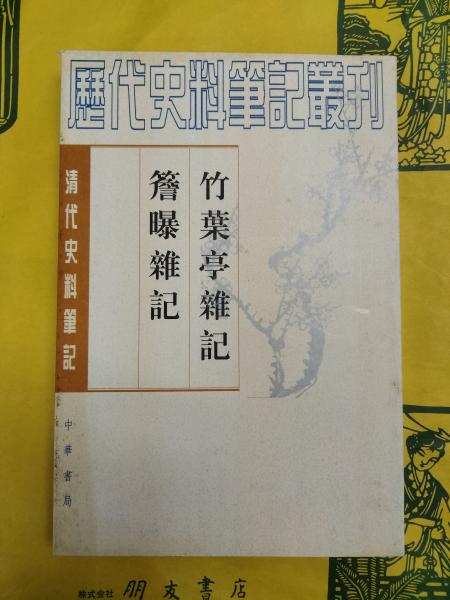 歷代史料筆記叢刊
清代史料筆記
竹葉亭雜記
簷曝雜記
中華書局
株式会社 朋友書店